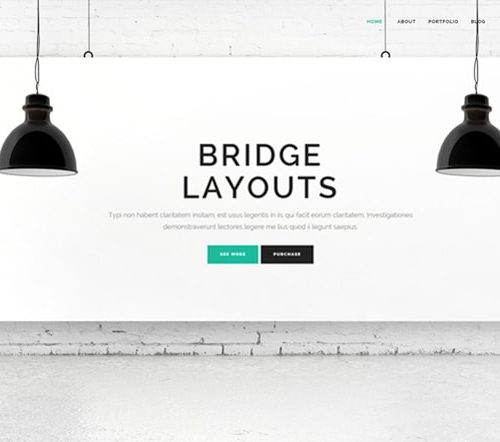 HOME ABOUT PORTFOLIO BLOG
BRIDGE
LAYOUTS
Typi non habent claritatem insitam, est usus legentis in iis qui facit eorum claritatem. Investigationes
demonstraverunt lectores legere me lius quod ii legunt saepius.
SEE MORE PURCHASE